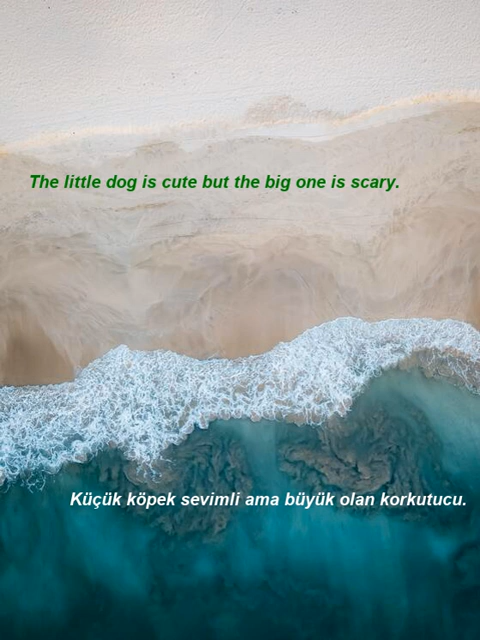 The little dog is cute but the big one is scary.
Küçük köpek sevimli ama büyük olan korkutucu.